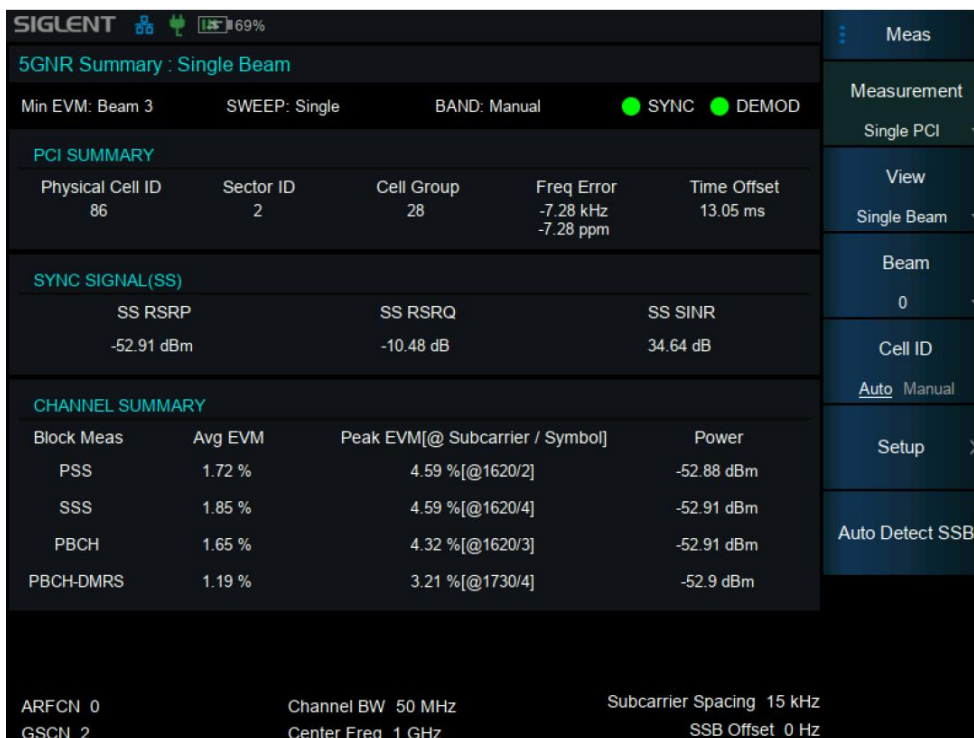 SIGLENT 69%
5GNR Summary : Single Beam
Min EVM: Beam 3 SWEEP: Single BAND: Manual SYNC DEMOD
PCI SUMMARY
Physical Cell ID Sector ID Cell Group Freq Error Time Offset
86 2 28 -7.28 kHz 13.05 ms
-7.28 ppm
SYNC SIGNAL(SS)
SS RSRP SS RSRQ SS SINR
-52.91 dBm -10.48 dB 34.64 dB
CHANNEL SUMMARY
Block Meas Avg EVM Peak EVM[@ Subcarrier / Symbol] Power
PSS 1.72 % 4.59 %[@1620/2] -52.88 dBm
SSS 1.85 % 4.59 %[@1620/4] -52.91 dBm
PBCH 1.65 % 4.32 %[@1620/3] -52.91 dBm
PBCH-DMRS 1.19 % 3.21 %[@1730/4] -52.9 dBm
ARFCN 0 Channel BW 50 MHz Subcarrier Spacing 15 kHz
GSCN 2 Center Freq 1 GHz SSB Offset 0 Hz
Meas
Measurement
Single PCI
View
Single Beam
Beam
0
Cell ID
Auto Manual
Setup
Auto Detect SSB